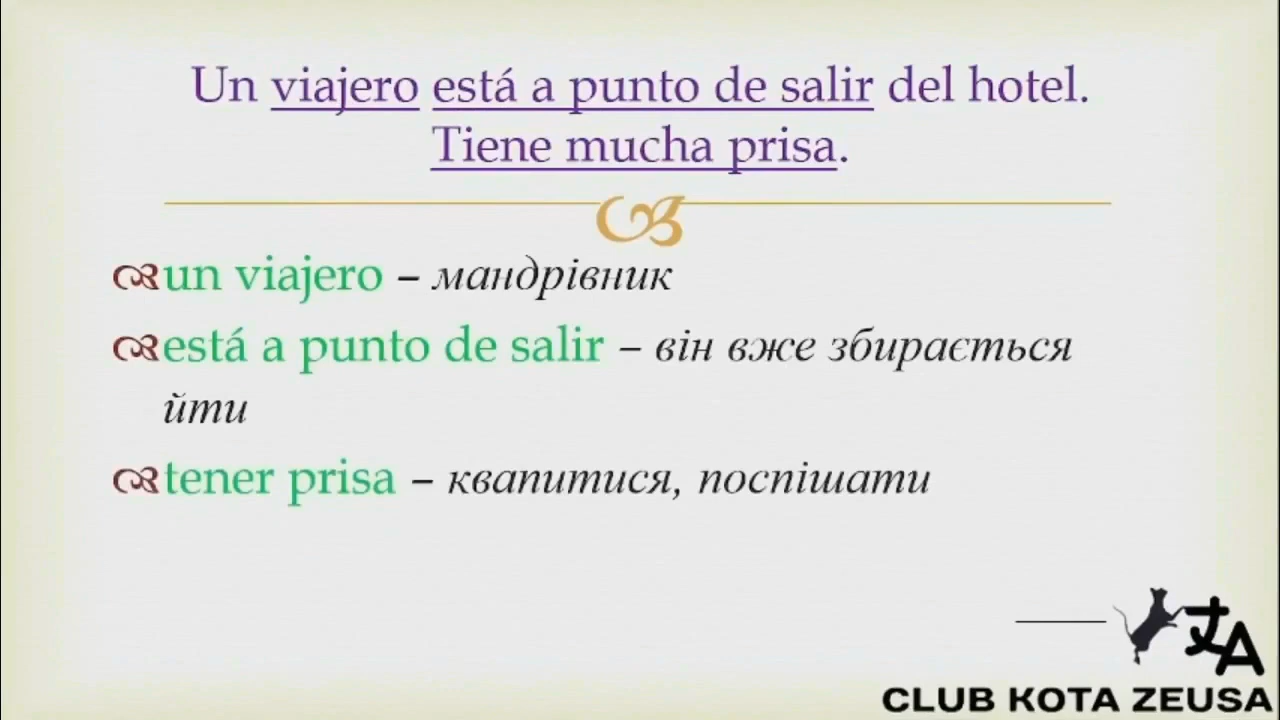 Un viajero está a punto de salir del hotel.
Tiene mucha prisa.
un viajero – мандрівник
está a punto de salir – він вже збирається
йти
tener prisa – квапитися, поспішати
CLUB KOTA ZEUSA